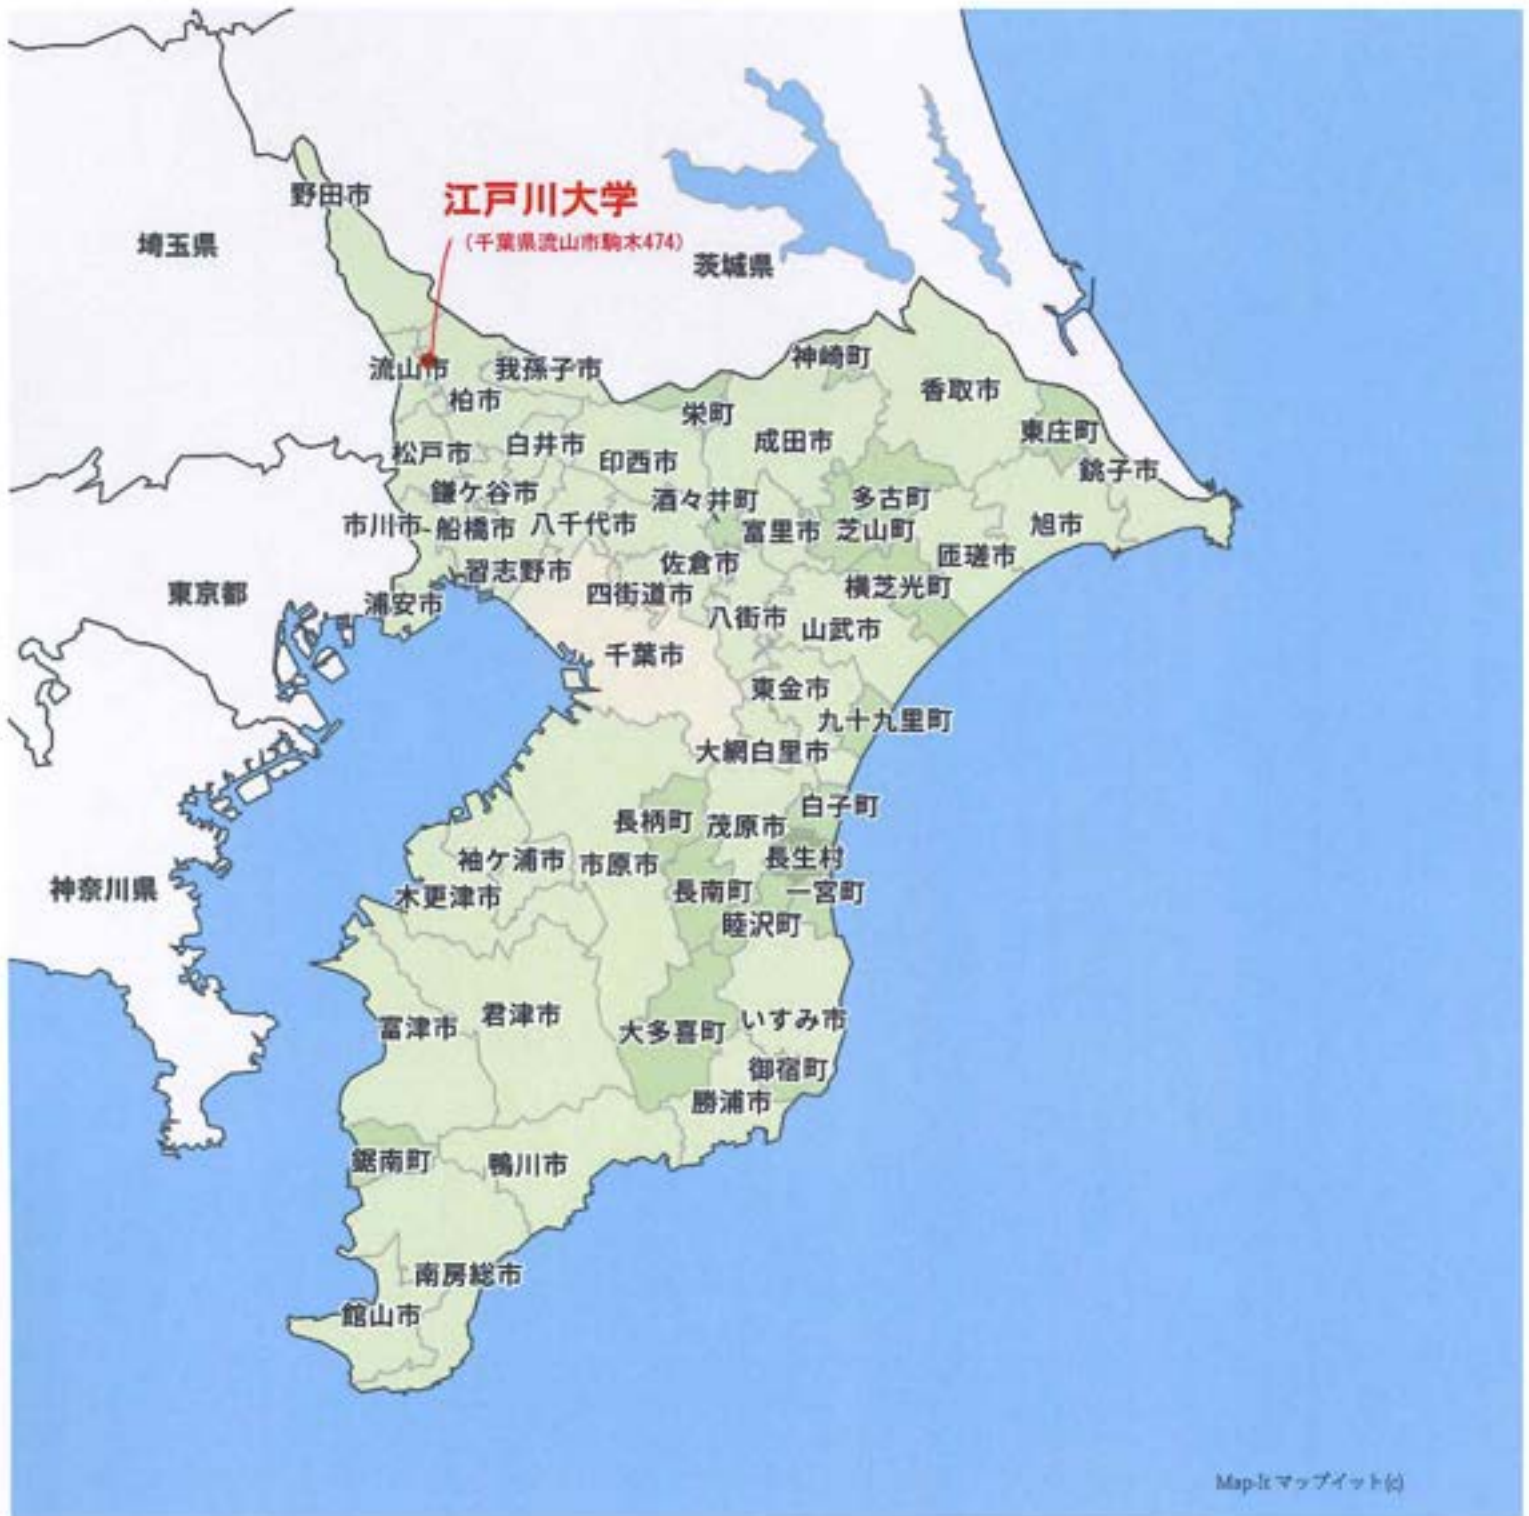 野田市
江戸川大学
（千葉県流山市駒木474）
埼玉県
茨城県
流山市
我孫子市
神崎町
柏市
香取市
栄町
松戸市
白井市
印西市
成田市
東庄町
銚子市
鎌ケ谷市
酒々井町
多古町
市川市
船橋市
八千代市
富里市
芝山町
旭市
習志野市
佐倉市
匝瑳市
東京都
浦安市
四街道市
横芝光町
八街市
山武市
千葉市
東金市
九十九里町
大網白里市
白子町
長柄町
茂原市
袖ケ浦市
市原市
長生村
神奈川県
木更津市
長南町
一宮町
睦沢町
富津市
君津市
大多喜町
いすみ市
御宿町
勝浦市
鋸南町
鴨川市
南房総市
館山市
Map-It マップイット(c)